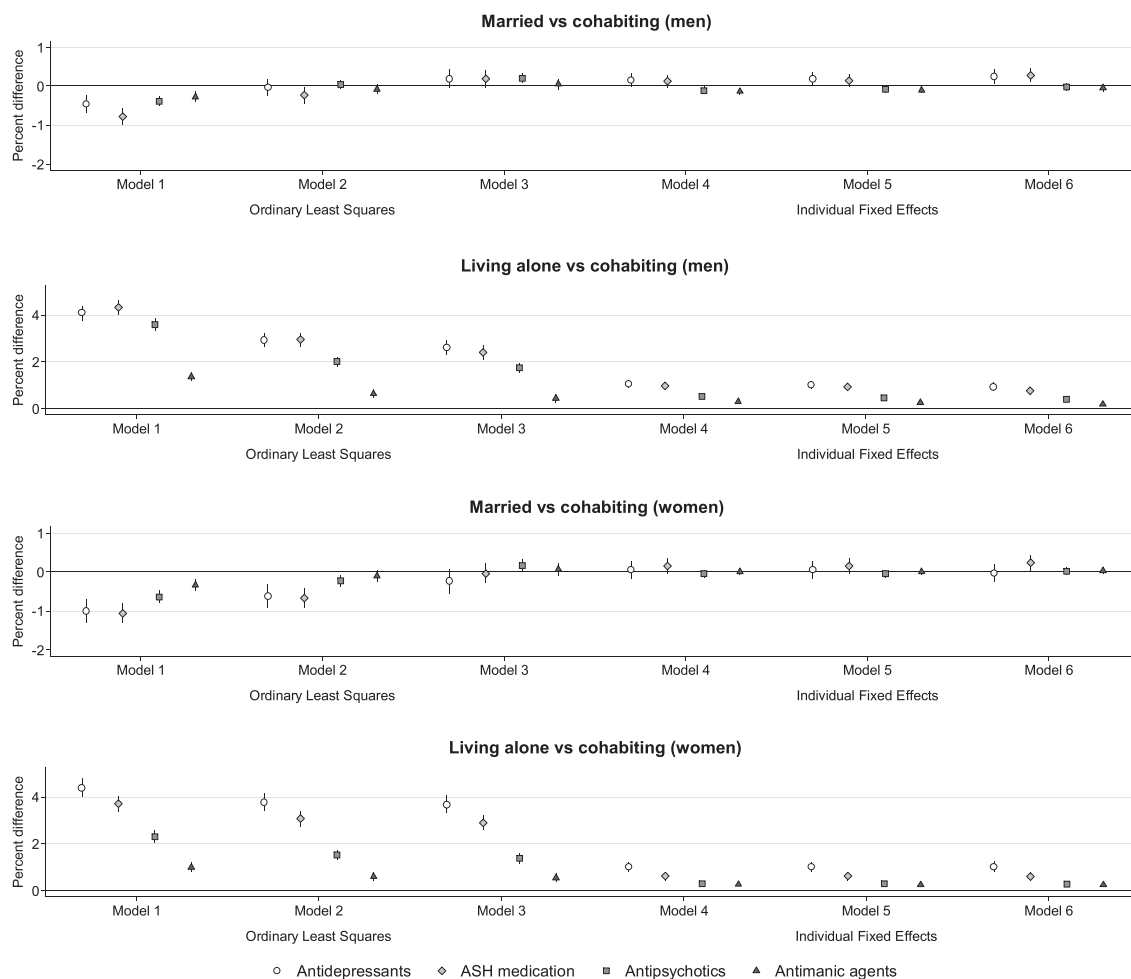 Married vs cohabiting (men)
Percent difference
1
0
-1
-2
Model 1 Model 2 Model 3 Model 4 Model 5 Model 6
Ordinary Least Squares Individual Fixed Effects
Living alone vs cohabiting (men)
Percent difference
4
2
0
Model 1 Model 2 Model 3 Model 4 Model 5 Model 6
Ordinary Least Squares Individual Fixed Effects
Married vs cohabiting (women)
Percent difference
1
0
-1
-2
Model 1 Model 2 Model 3 Model 4 Model 5 Model 6
Ordinary Least Squares Individual Fixed Effects
Living alone vs cohabiting (women)
Percent difference
4
2
0
Model 1 Model 2 Model 3 Model 4 Model 5 Model 6
Ordinary Least Squares Individual Fixed Effects
Antidepressants ASH medication Antipsychotics Antimanic agents